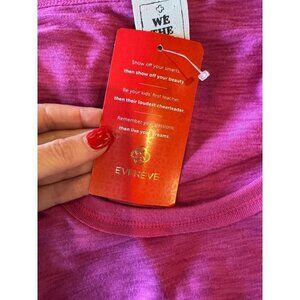 WE
THE
Show off your smarts,
then show off your beauty.
Be your kids' first teacher,
then their loudest cheerleader.
Remember your passions,
then live your dreams.
EVEREVE